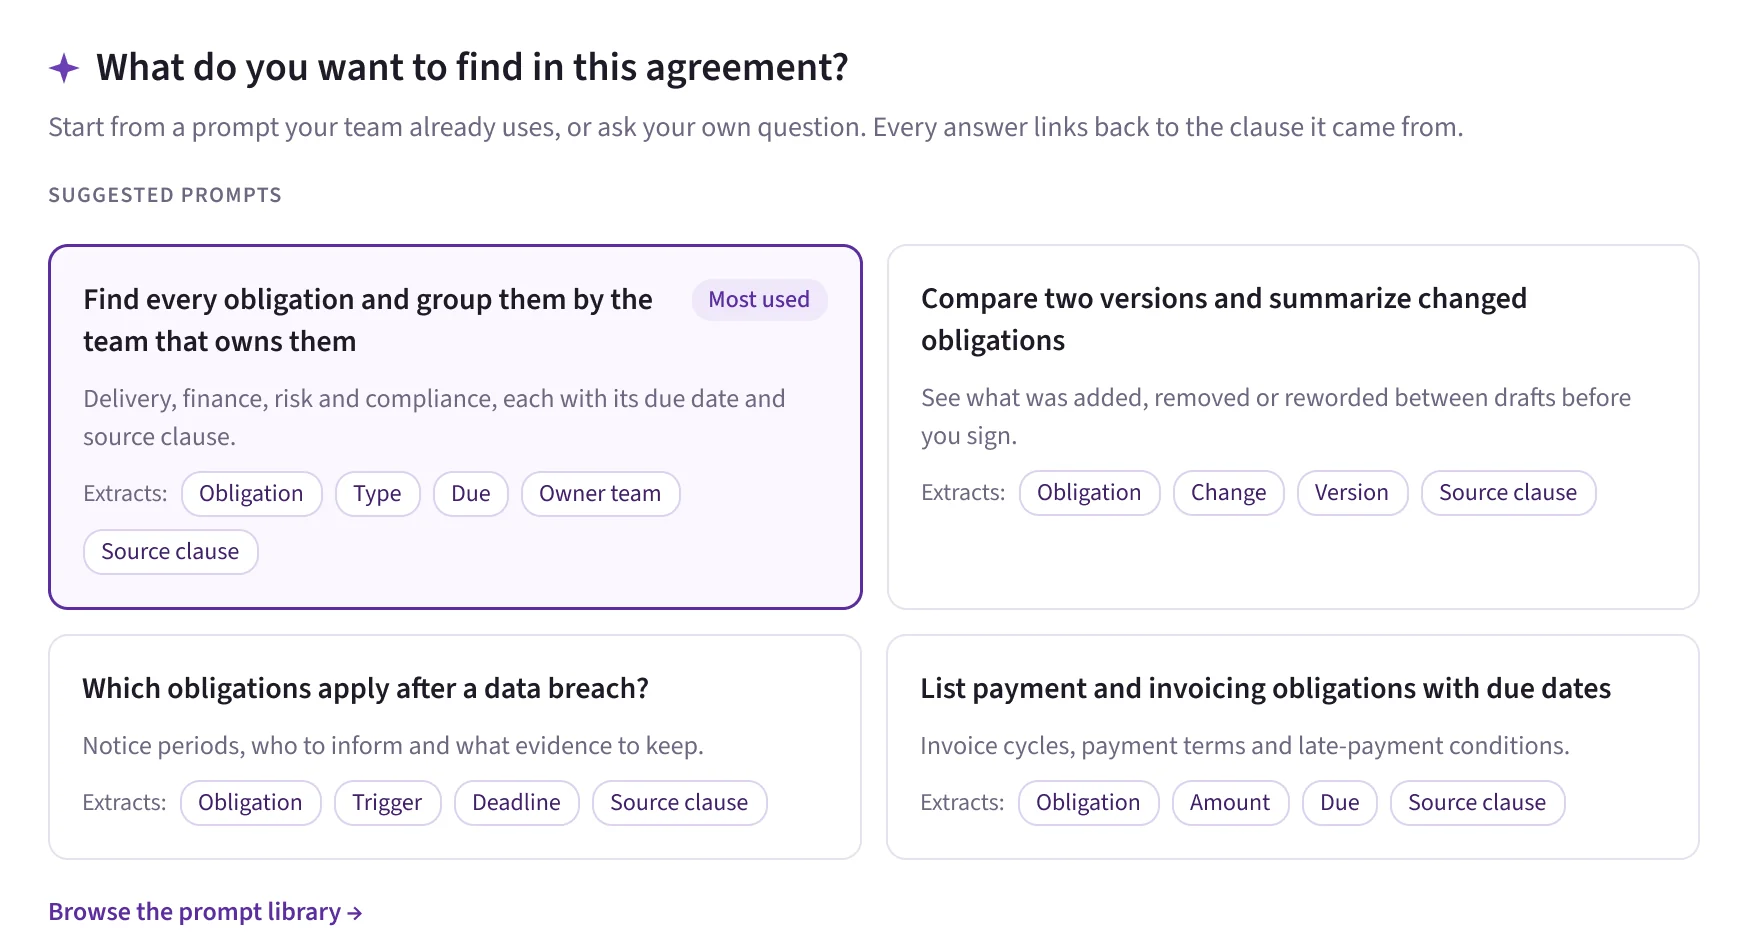 What do you want to find in this agreement?
Start from a prompt your team already uses, or ask your own question. Every answer links back to the clause it came from.
SUGGESTED PROMPTS
Find every obligation and group them by the
team that owns them
Most used
Delivery, finance, risk and compliance, each with its due date and
source clause.
Extracts: Obligation Type Due Owner team
Source clause
Compare two versions and summarize changed
obligations
See what was added, removed or reworded between drafts before
you sign.
Extracts: Obligation Change Version Source clause
Which obligations apply after a data breach?
Notice periods, who to inform and what evidence to keep.
Extracts: Obligation Trigger Deadline Source clause
List payment and invoicing obligations with due dates
Invoice cycles, payment terms and late-payment conditions.
Extracts: Obligation Amount Due Source clause
Browse the prompt library →